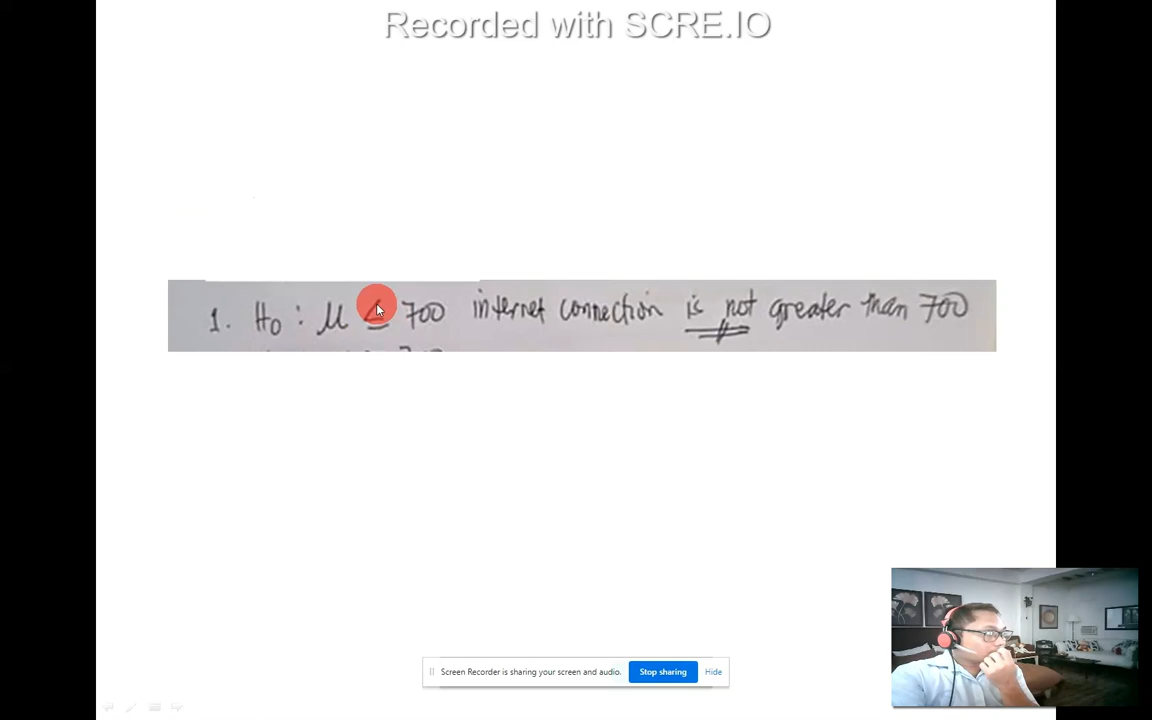 Recorded with SCRE.IO
1. H₀ : μ ≤ 700 internet connection is not greater than 700
Screen Recorder is sharing your screen and audio.
Stop sharing
Hide